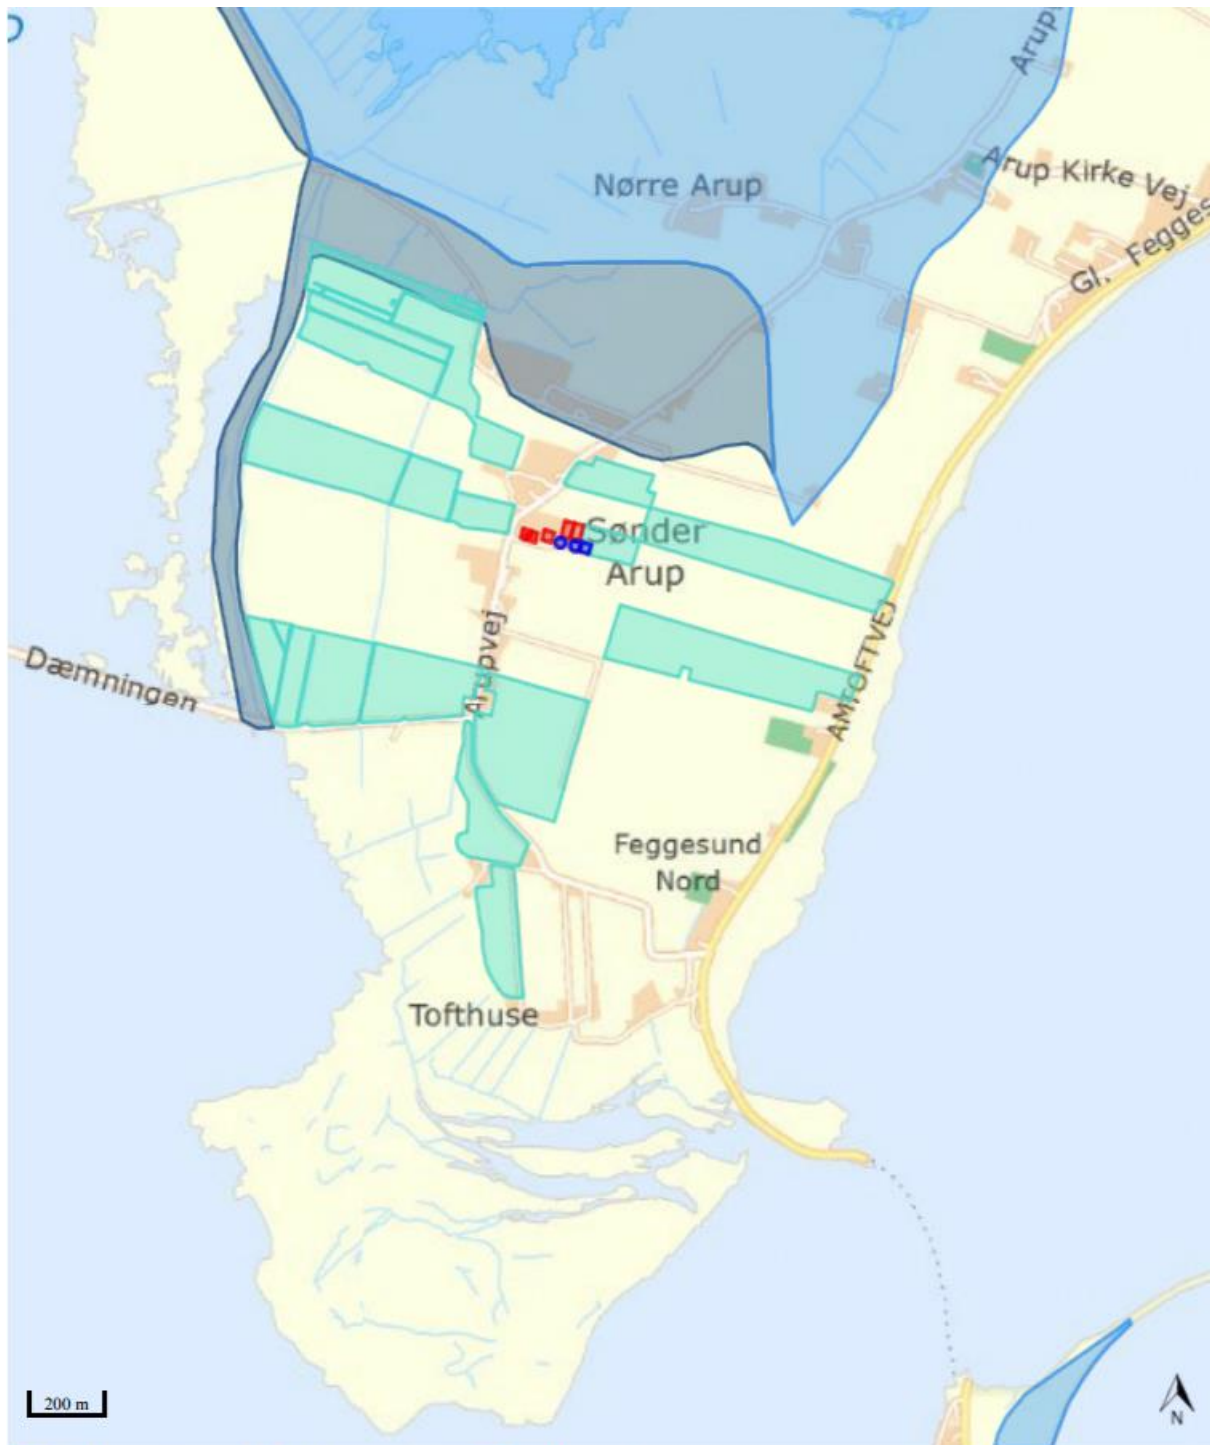 Arup
Nørre Arup
Arup Kirke Vej
Gl. Fegges
Sønder
Arup
Arupvej
Dæmningen
AMTOFTVEJ
Feggesund
Nord
Tofthuse
200 m
N